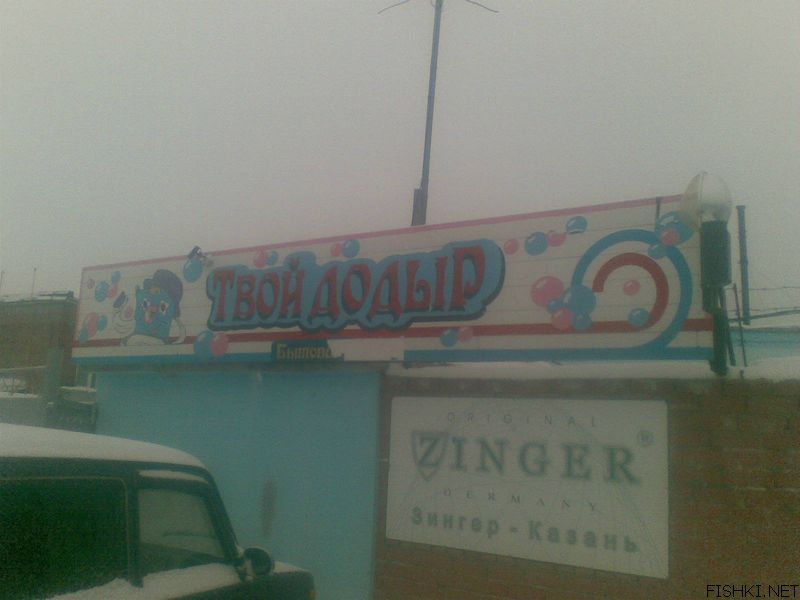 ТВОЙ ДОДЫР
ORIGINAL
ZINGER®
GERMANY
Зингер - Казань
FISHKI.NET